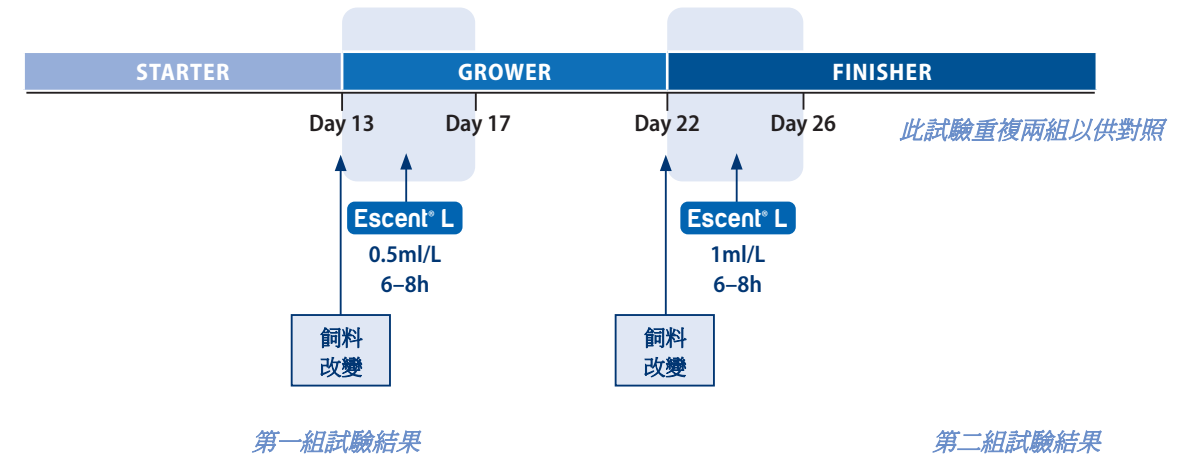 STARTER
GROWER
FINISHER
Day 13
Day 17
Day 22
Day 26
此試驗重複兩組以供對照
Escent® L
0.5ml/L
6–8h
Escent® L
1ml/L
6–8h
飼料
改變
飼料
改變
第一組試驗結果
第二組試驗結果